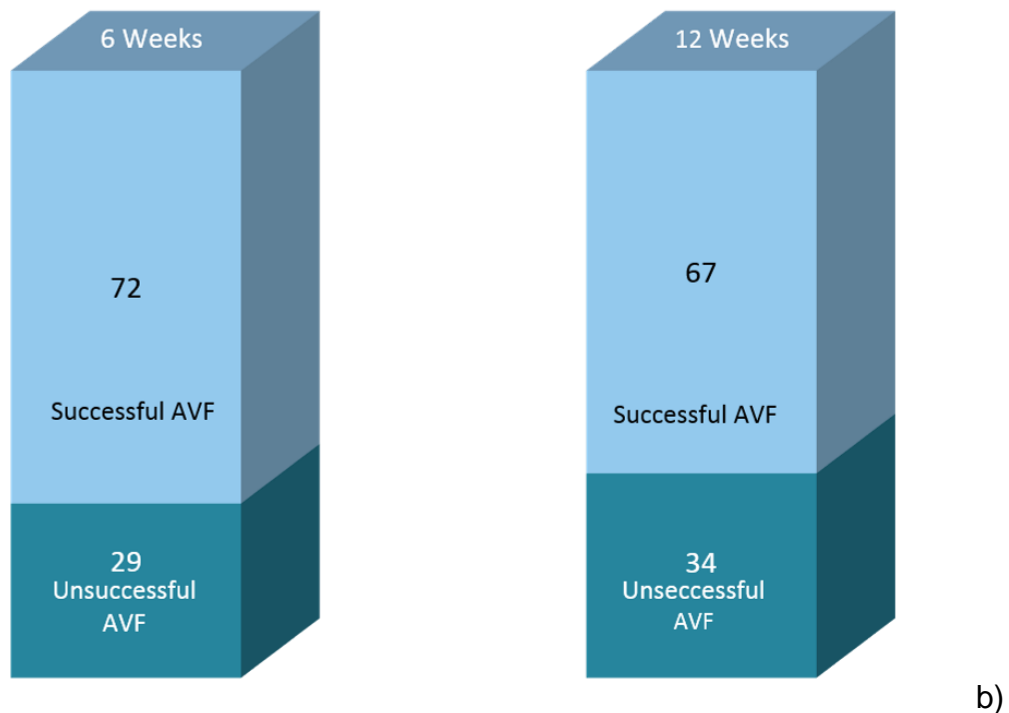 6 Weeks
72
Successful AVF
29
Unsuccessful
AVF
12 Weeks
67
Successful AVF
34
Unseccessful
AVF
b)